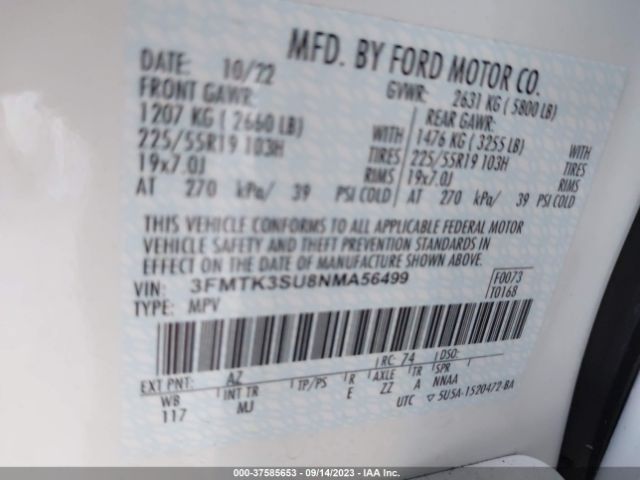 MFD. BY FORD MOTOR CO.
DATE: 10/22
GVWR: 2631 KG ( 5800 LB)
FRONT GAWR:
1207 KG ( 2660 LB)
WITH
225/55R19 103H
TIRES
19x7.0J
RIMS
AT 270 kPa/ 39 PSI COLD
REAR GAWR:
1476 KG ( 3255 LB)
WITH
225/55R19 103H
TIRES
19x7.0J
RIMS
AT 270 kPa/ 39 PSI COLD
THIS VEHICLE CONFORMS TO ALL APPLICABLE FEDERAL MOTOR
VEHICLE SAFETY AND THEFT PREVENTION STANDARDS IN
EFFECT ON THE DATE OF MANUFACTURE SHOWN ABOVE.
VIN: 3FMTK3SU8NMA56499
F0073
TYPE: MPV
T0168
EXT PNT: AZ
RC: 74
DSO:
WB
INT TR
TP/PS
R
AXLE
TR
SPR
117
MJ
E
ZZ
A
NNAA
UTC ▽ 5U5A-1520472-BA
000-37585653 - 09/14/2023 - IAA Inc.